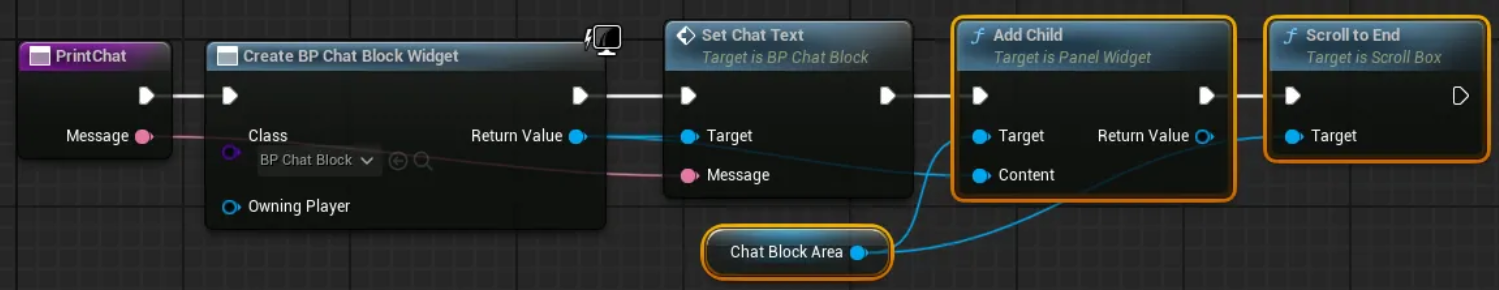 PrintChat
Message
Create BP Chat Block Widget
Class
BP Chat Block
Return Value
Owning Player
Set Chat Text
Target is BP Chat Block
Target
Message
Chat Block Area
f Add Child
Target is Panel Widget
Target
Return Value
Content
f Scroll to End
Target is Scroll Box
Target